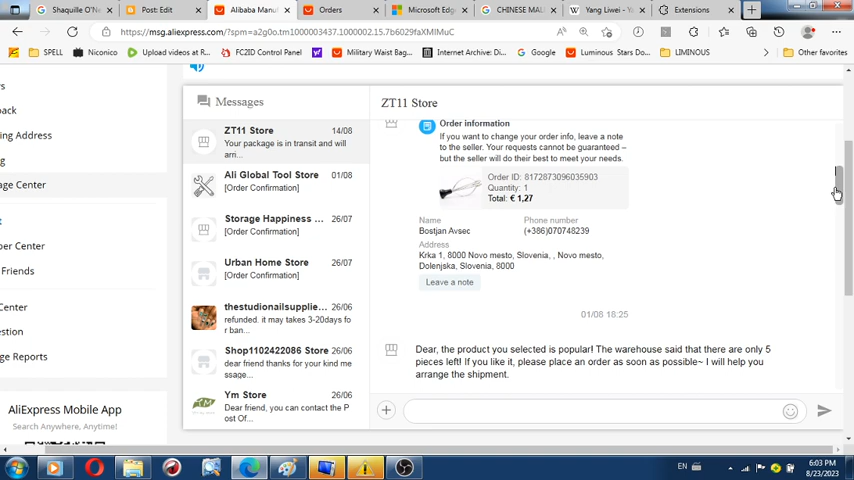 Shaquille O'Ne
Post: Edit
Alibaba Manuf
Orders
Microsoft Edg
CHINESE MALL
Yang Liwei - V
Extensions
https://msg.aliexpress.com/?spm=a2g0o.tm1000003437.1000002.15.7b6029faXMIMuC
SPELL
Niconico
Upload videos at R...
FC2ID Control Panel
Military Waist Bag...
Internet Archive: Di...
Google
Luminous Stars Do...
LIMINOUS
Other favorites
Messages
ZT11 Store
s
back
ing Address
g
age Center
per Center
Friends
Center
estion
ge Reports
AliExpress Mobile App
Search Anywhere, Anytime!
ZT11 Store 14/08
Your package is in transit and will
arri...
Ali Global Tool Store 01/08
[Order Confirmation]
Storage Happiness ... 26/07
[Order Confirmation]
Urban Home Store 26/07
[Order Confirmation]
thestudionailsupplie... 26/06
refunded. it may takes 3-20days fo
r ban...
Shop1102422086 Store 26/06
dear friend thanks for your kind me
ssage...
Ym Store 26/06
Dear friend, you can contact the P
ost Of...
Order information
If you want to change your order info, leave a note
to the seller. Your requests cannot be guaranteed –
but the seller will do their best to meet your needs.
Order ID: 8172873096035903
Quantity: 1
Total: € 1,27
Name Phone number
Bostjan Avsec (+386)070748239
Address
Krka 1, 8000 Novo mesto, Slovenia, , Novo mesto,
Dolenjska, Slovenia, 8000
Leave a note
01/08 18:25
Dear, the product you selected is popular! The warehouse said that there are only 5
pieces left! If you like it, please place an order as soon as possible~ I will help you
arrange the shipment.
EN
6:03 PM
8/23/2023